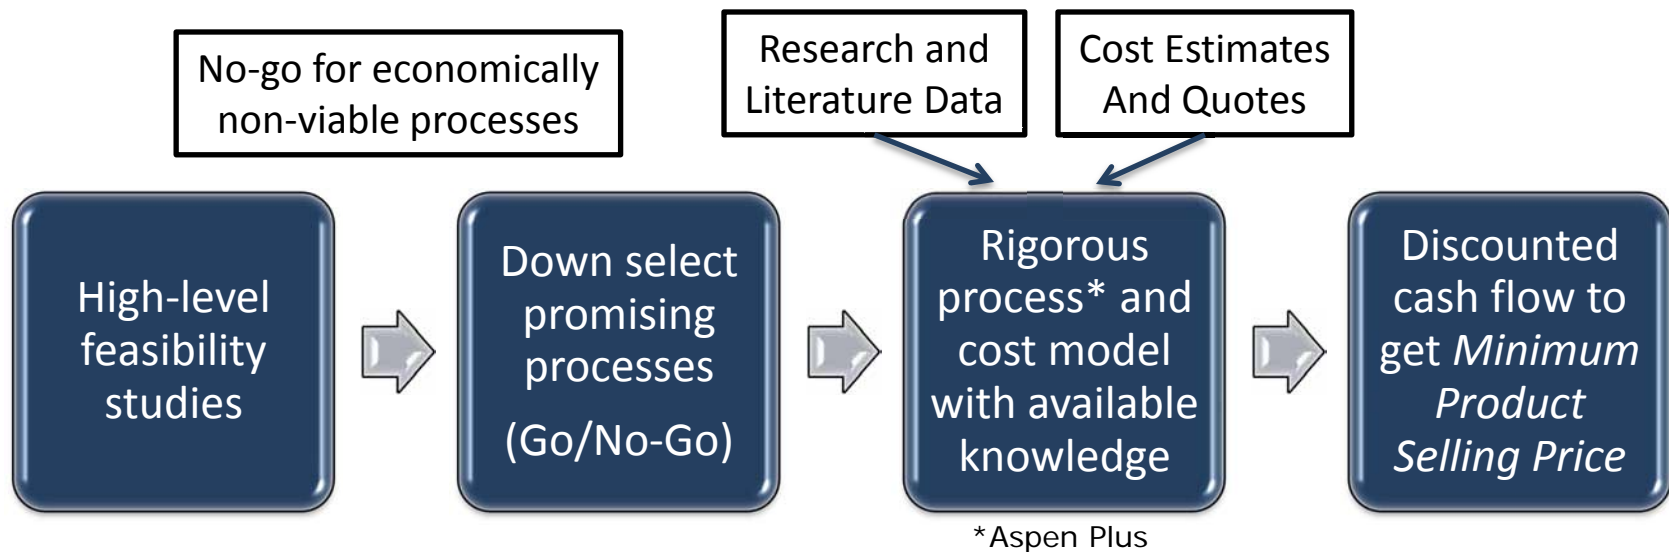 No-go for economically
non-viable processes
Research and
Literature Data
Cost Estimates
And Quotes
High-level
feasibility
studies
Down select
promising
processes
(Go/No-Go)
Rigorous
process* and
cost model
with available
knowledge
Discounted
cash flow to
get Minimum
Product
Selling Price
*Aspen Plus